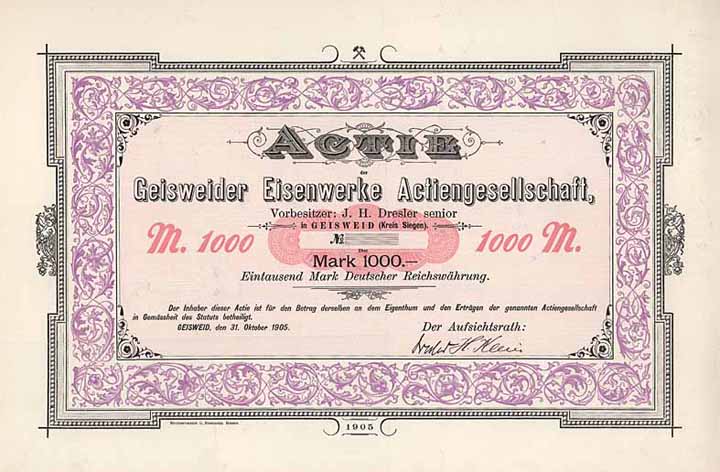 ACTIE
der
Geisweider Eisenwerke Actiengesellschaft,
Vorbesitzer: J. H. Dresler senior
in GEISWEID (Kreis Siegen).
M. 1000 № 1000 M.
Über
Mark 1000.—
Eintausend Mark Deutscher Reichswährung.
Der Inhaber dieser Actie ist für den Betrag derselben an dem Eigenthum und den Erträgen der genannten Actiengesellschaft
in Gemässheit des Statuts betheiligt.
GEISWEID, den 31. Oktober 1905.
Der Aufsichtsrath:
1905